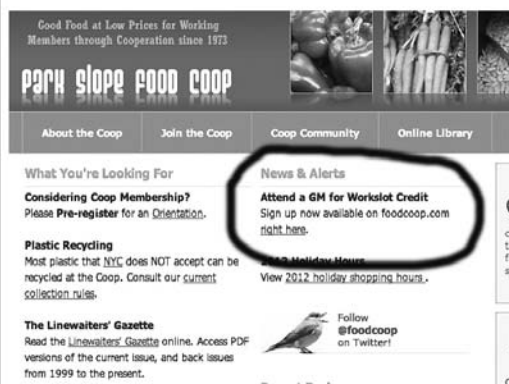 Good Food at Low Prices for Working
Members through Cooperation since 1973
PARK SLOPE FOOD COOP
About the Coop
Join the Coop
Coop Community
Online Library
What You're Looking For
Considering Coop Membership?
Please Pre-register for an Orientation.
Plastic Recycling
Most plastic that NYC does NOT accept can be
recycled at the Coop. Consult our current
collection rules.
The Linewaiters' Gazette
Read the Linewaiters' Gazette online. Access PDF
versions of the current issue, and back issues
from 1999 to the present.
News & Alerts
Attend a GM for Workslot Credit
Sign up now available on foodcoop.com
right here.
2012 Holiday Hours
View 2012 holiday shopping hours .
Follow
@foodcoop
on Twitter!